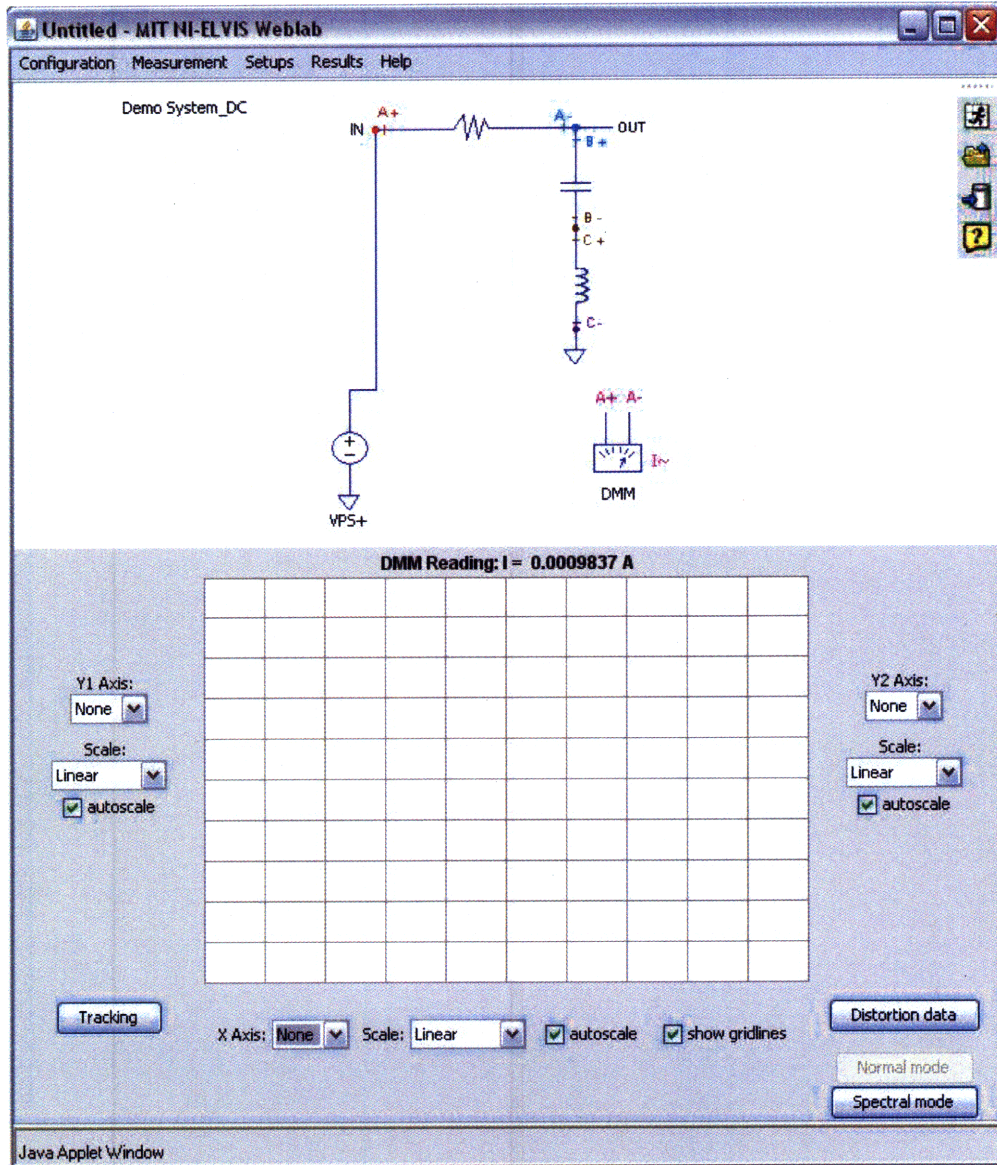 Untitled - MIT NI-ELVIS Weblab
Configuration Measurement Setups Results Help
Demo System_DC
A+
IN
A-
OUT
B+
B-
C+
C-
+
-
VPS+
A+ A-
I~
DMM
DMM Reading: I = 0.0009837 A
Y1 Axis:
None
Scale:
Linear
autoscale
Y2 Axis:
None
Scale:
Linear
autoscale
Tracking
X Axis: None Scale: Linear autoscale show gridlines
Distortion data
Normal mode
Spectral mode
Java Applet Window